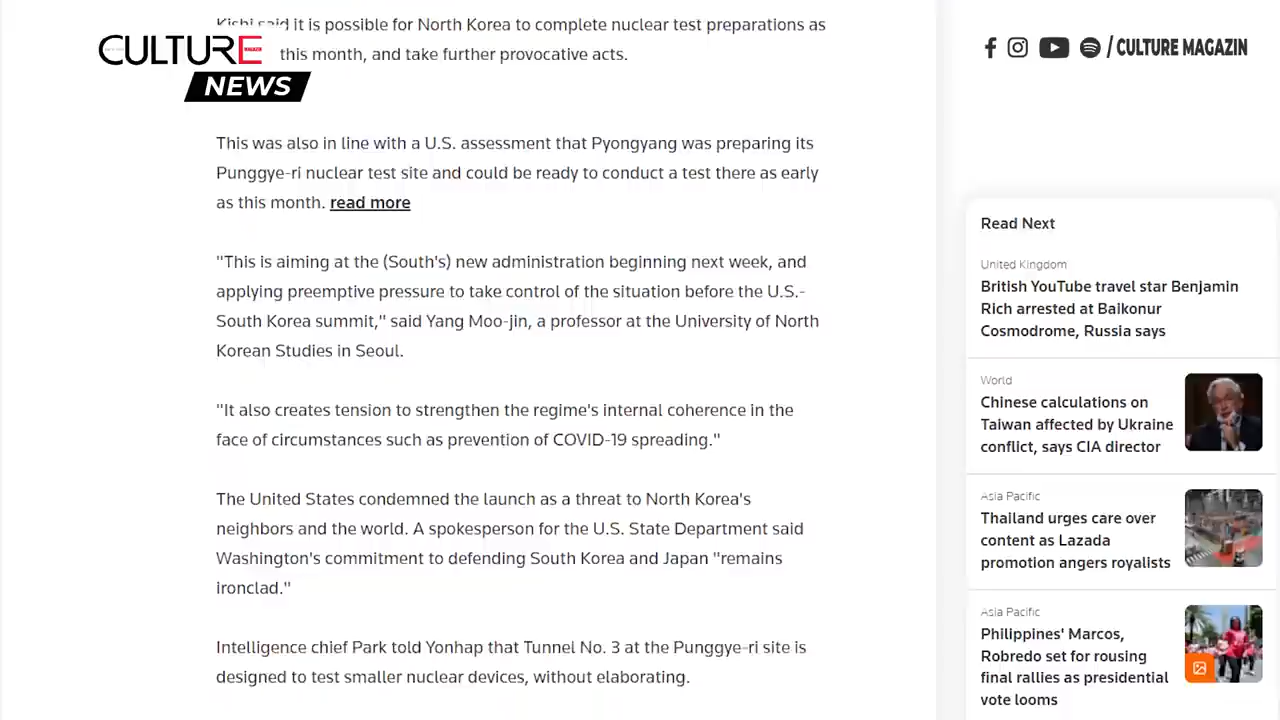 Kishi said it is possible for North Korea to complete nuclear test preparations as
this month, and take further provocative acts.
CULTURE
NEWS
/ CULTURE MAGAZIN
This was also in line with a U.S. assessment that Pyongyang was preparing its
Punggye-ri nuclear test site and could be ready to conduct a test there as early
as this month. read more
"This is aiming at the (South's) new administration beginning next week, and
applying preemptive pressure to take control of the situation before the U.S.-
South Korea summit," said Yang Moo-jin, a professor at the University of North
Korean Studies in Seoul.
"It also creates tension to strengthen the regime's internal coherence in the
face of circumstances such as prevention of COVID-19 spreading."
The United States condemned the launch as a threat to North Korea's
neighbors and the world. A spokesperson for the U.S. State Department said
Washington's commitment to defending South Korea and Japan "remains
ironclad."
Intelligence chief Park told Yonhap that Tunnel No. 3 at the Punggye-ri site is
designed to test smaller nuclear devices, without elaborating.
Read Next
United Kingdom
British YouTube travel star Benjamin
Rich arrested at Baikonur
Cosmodrome, Russia says
World
Chinese calculations on
Taiwan affected by Ukraine
conflict, says CIA director
Asia Pacific
Thailand urges care over
content as Lazada
promotion angers royalists
Asia Pacific
Philippines' Marcos,
Robredo set for rousing
final rallies as presidential
vote looms